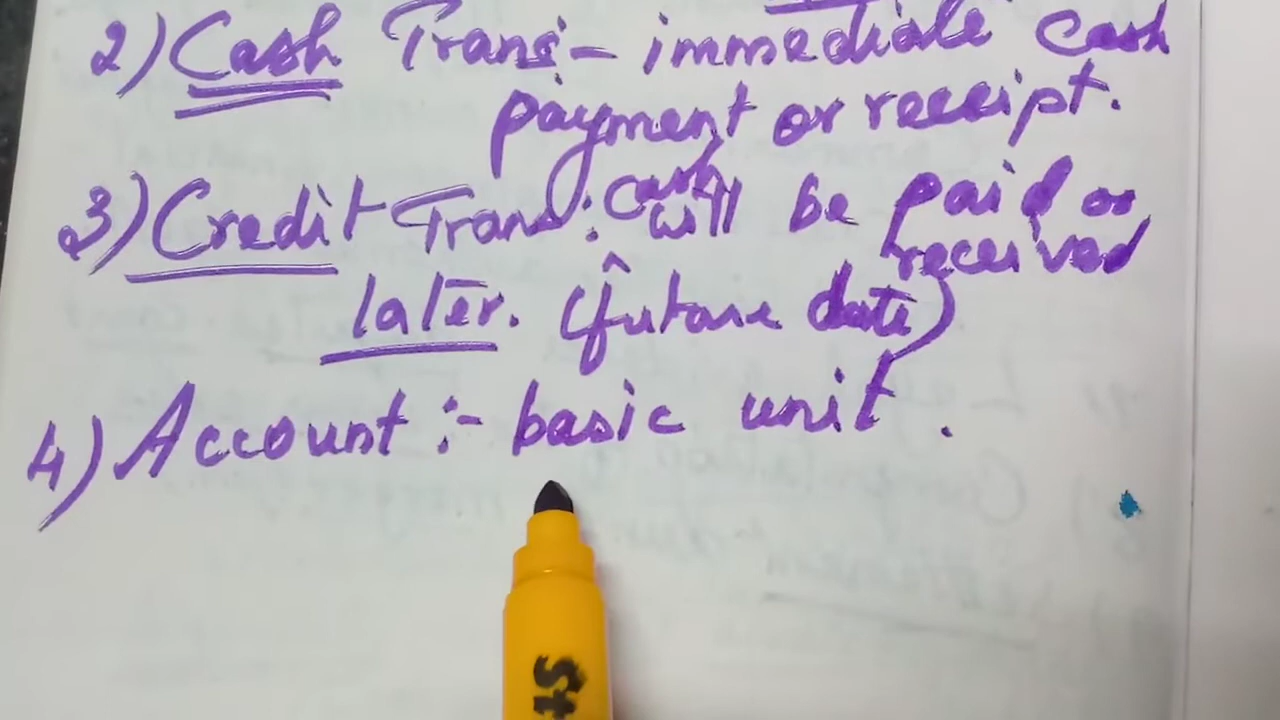 2) Cash Trans:- immediate cash
payment or receipt.
3) Credit Trans: cash will be paid or
received
later. (future date)
4) Account :- basic unit.